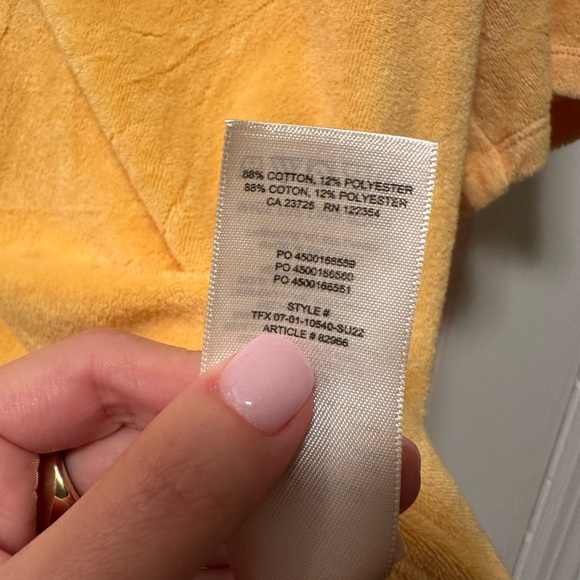 88% COTTON, 12% POLYESTER
88% COTON, 12% POLYESTER
CA 23725 RN 122354
PO 4500166559
PO 4500156560
PO 4500166551
STYLE #
TFX 07-01-10540-SU22
ARTICLE # 82966